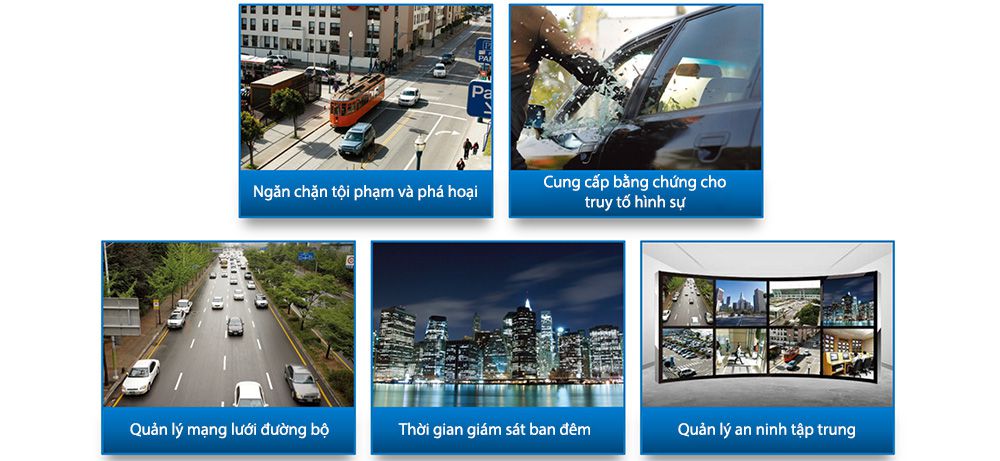 Ngăn chặn tội phạm và phá hoại
Cung cấp bằng chứng cho
truy tố hình sự
Quản lý mạng lưới đường bộ
Thời gian giám sát ban đêm
Quản lý an ninh tập trung